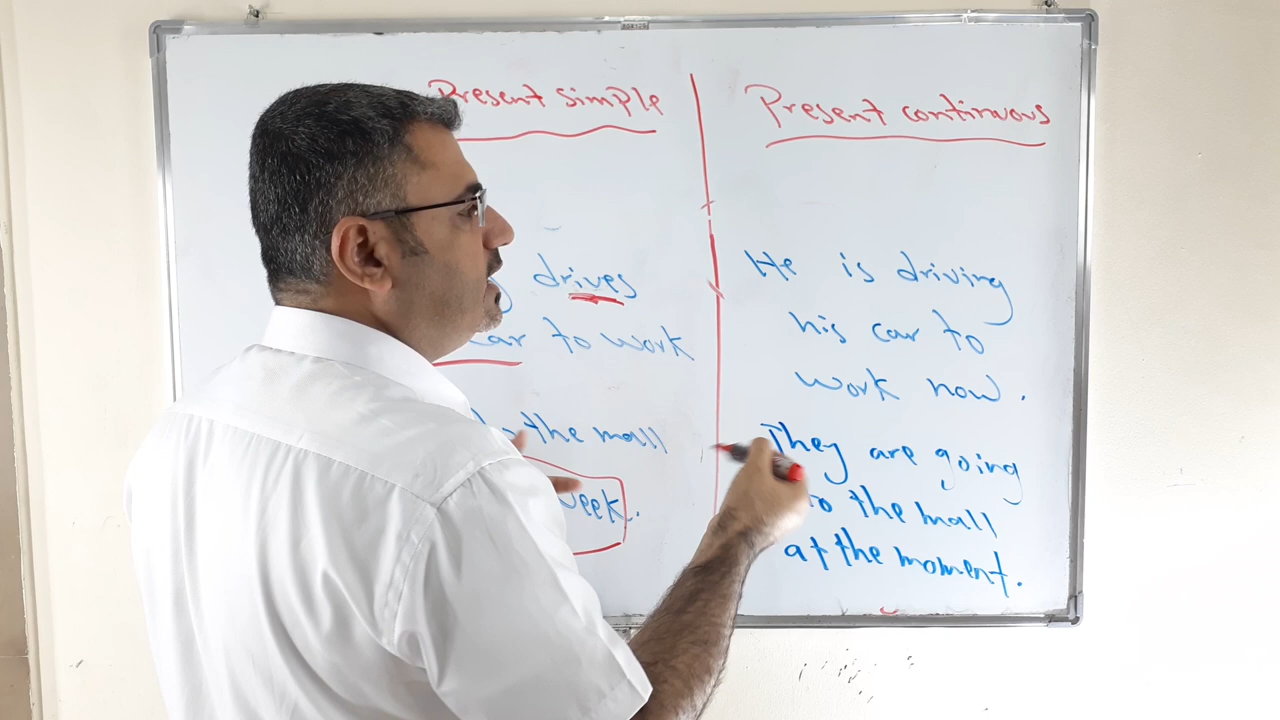 Present simple
drives
car to work
the mall
week.
Present continuous
He is driving
his car to
work now.
They are going
to the mall
at the moment.